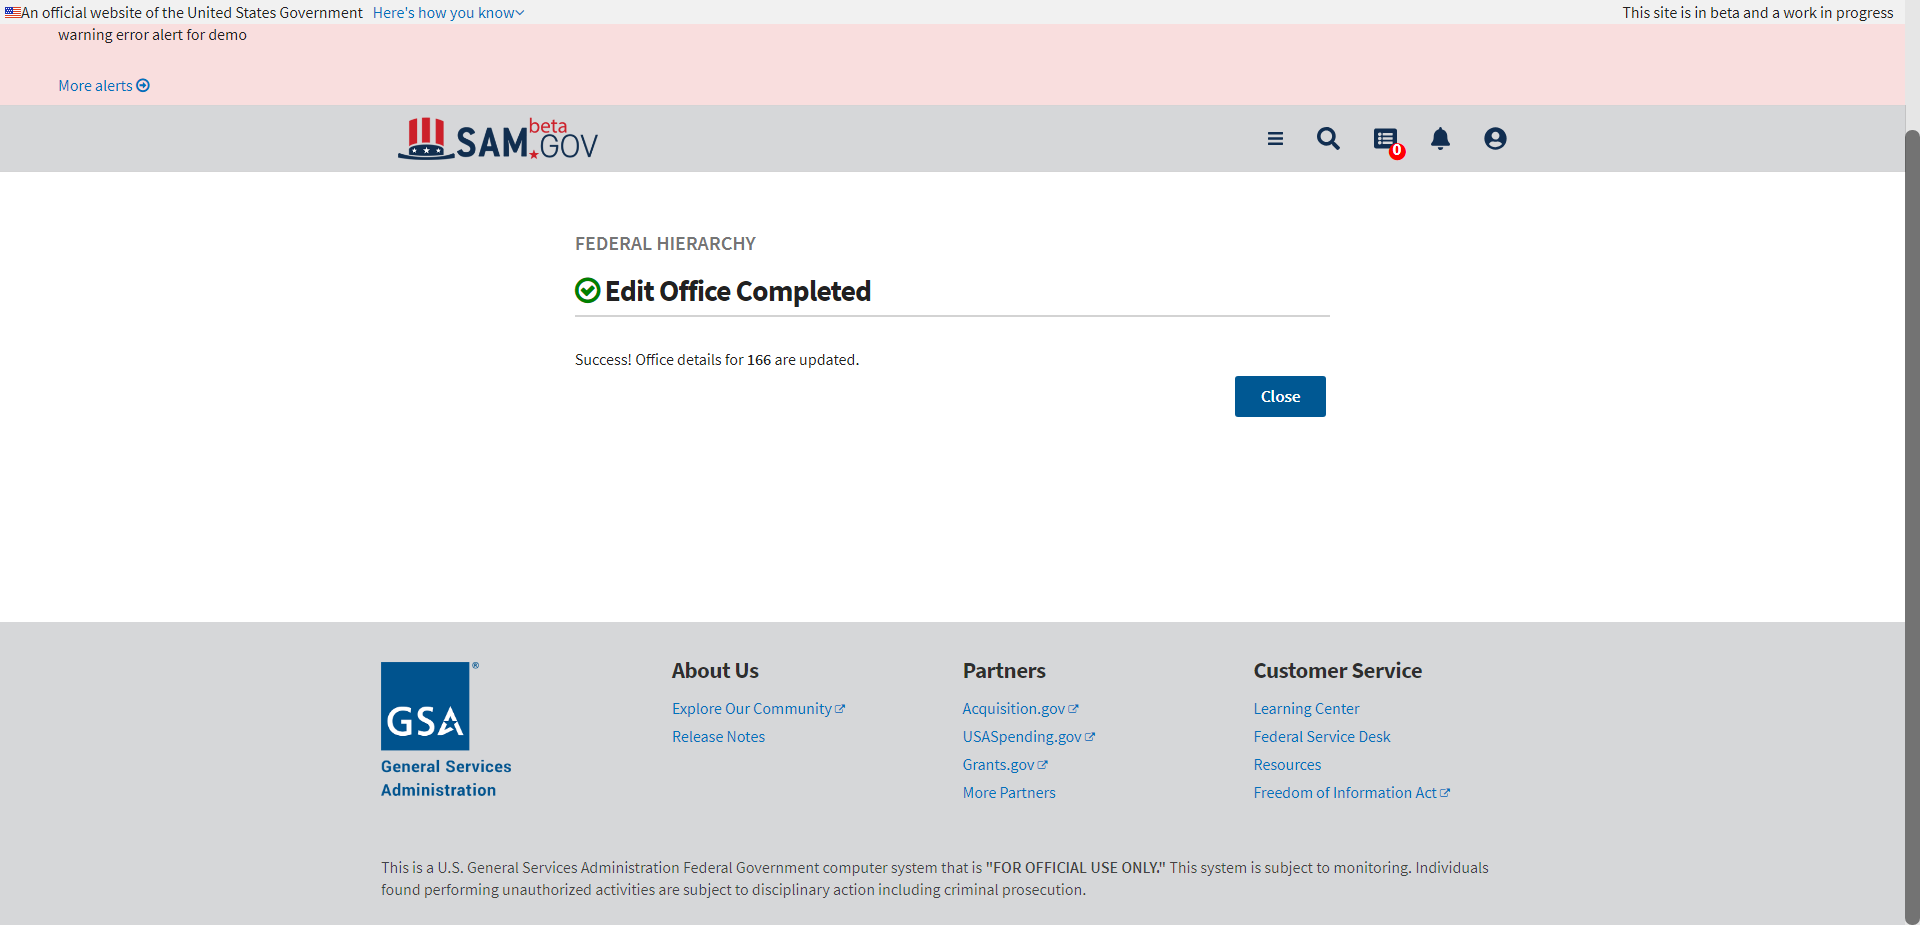 An official website of the United States Government Here's how you know
This site is in beta and a work in progress
warning error alert for demo
More alerts
SAM.GOV beta
0
FEDERAL HIERARCHY
Edit Office Completed
Success! Office details for 166 are updated.
Close
GSA ®
General Services
Administration
About Us
Explore Our Community
Release Notes
Partners
Acquisition.gov
USASpending.gov
Grants.gov
More Partners
Customer Service
Learning Center
Federal Service Desk
Resources
Freedom of Information Act
This is a U.S. General Services Administration Federal Government computer system that is "FOR OFFICIAL USE ONLY." This system is subject to monitoring. Individuals
found performing unauthorized activities are subject to disciplinary action including criminal prosecution.